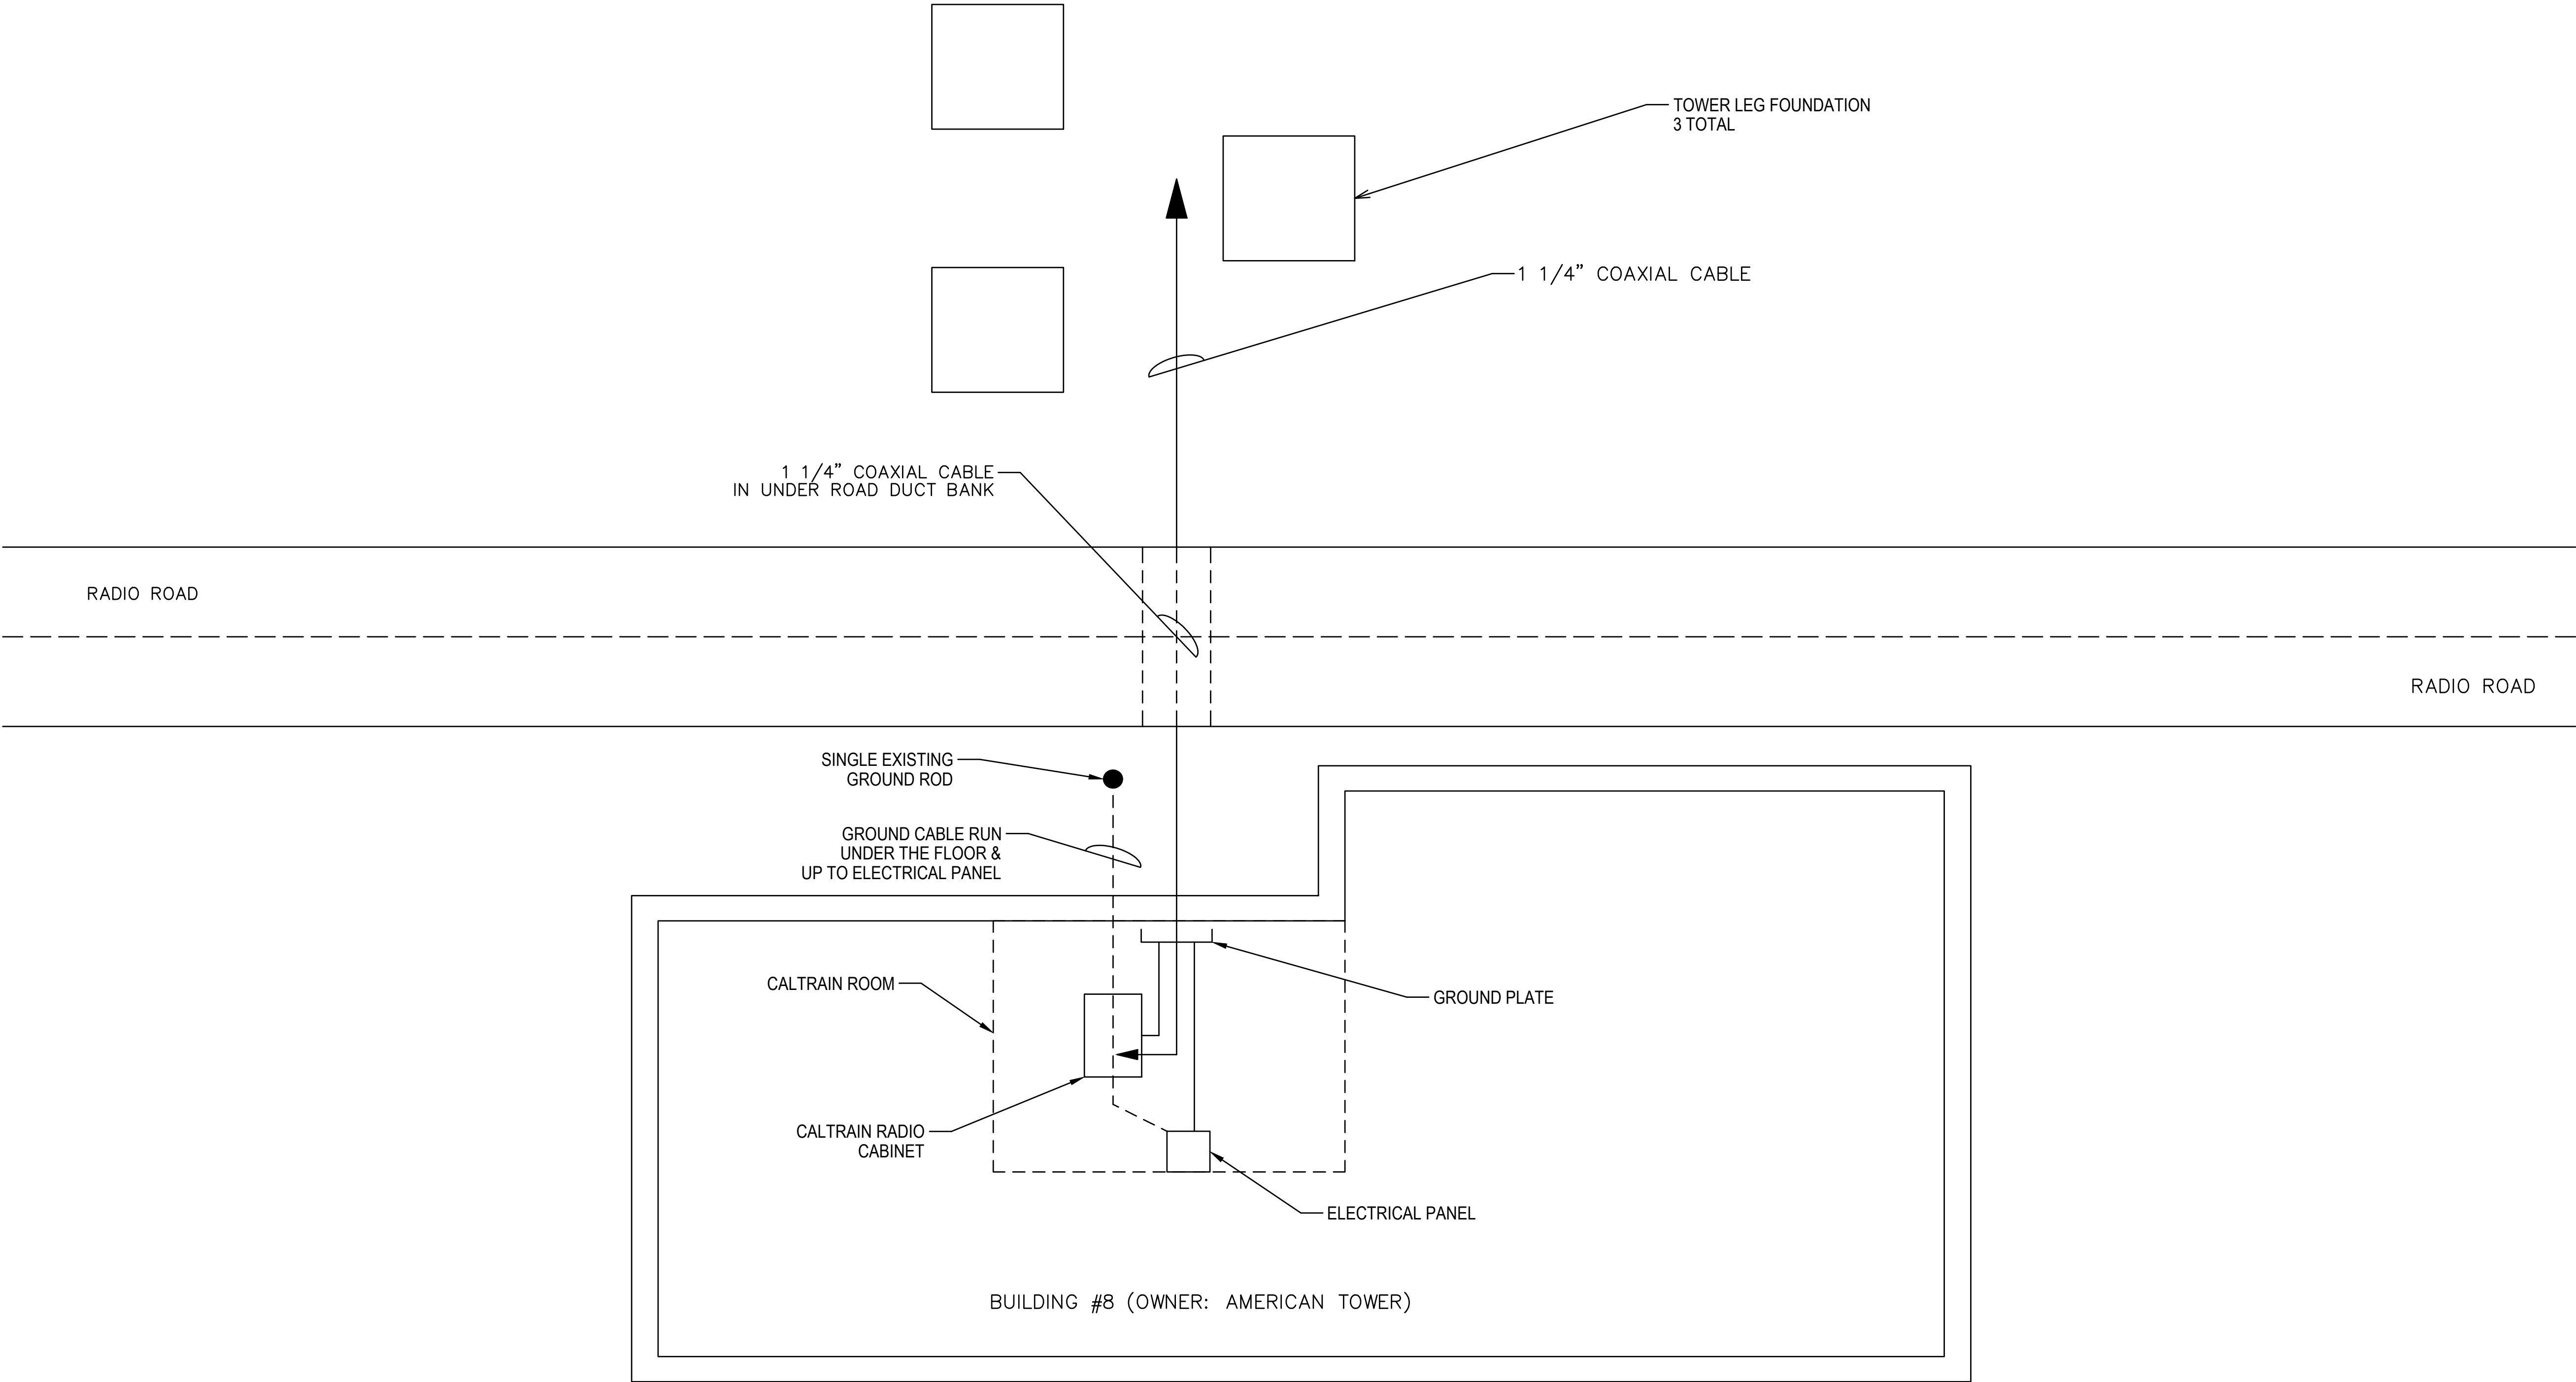 TOWER LEG FOUNDATION
3 TOTAL
1 1/4” COAXIAL CABLE
1 1/4” COAXIAL CABLE
IN UNDER ROAD DUCT BANK
RADIO ROAD
RADIO ROAD
SINGLE EXISTING
GROUND ROD
GROUND CABLE RUN
UNDER THE FLOOR &
UP TO ELECTRICAL PANEL
CALTRAIN ROOM
GROUND PLATE
CALTRAIN RADIO
CABINET
ELECTRICAL PANEL
BUILDING #8 (OWNER: AMERICAN TOWER)